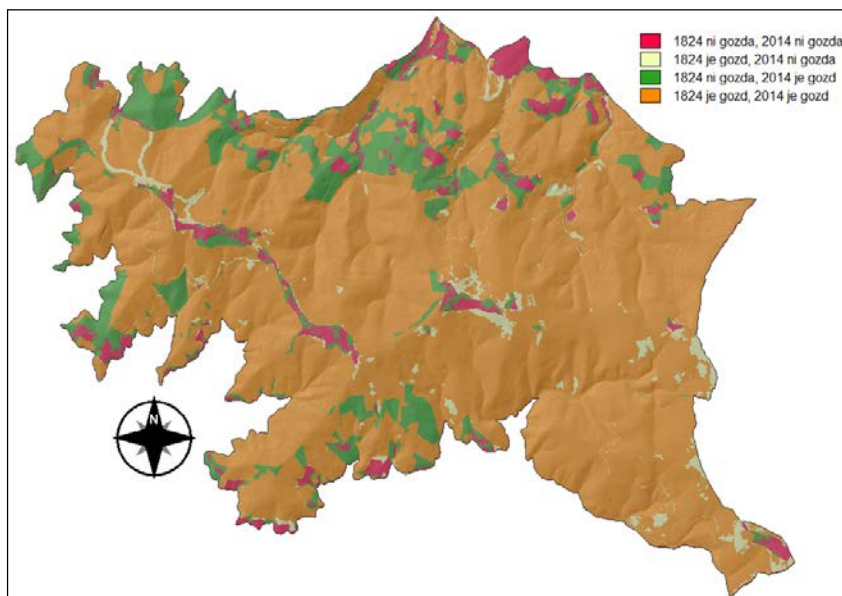 1824 ni gozda, 2014 ni gozda
1824 je gozd, 2014 ni gozda
1824 ni gozda, 2014 je gozd
1824 je gozd, 2014 je gozd
N